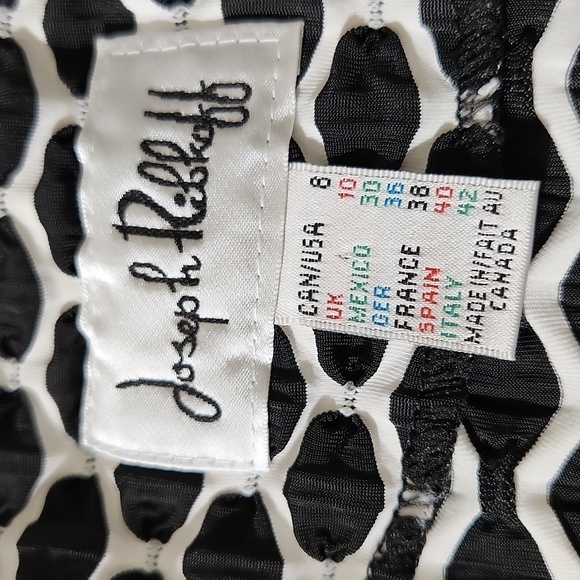 Joseph Ribkoff
CAN/USA 8
UK 10
MEXICO 30
GER 36
FRANCE 38
SPAIN 40
ITALY 42
MADE IN/FAIT AU
CANADA